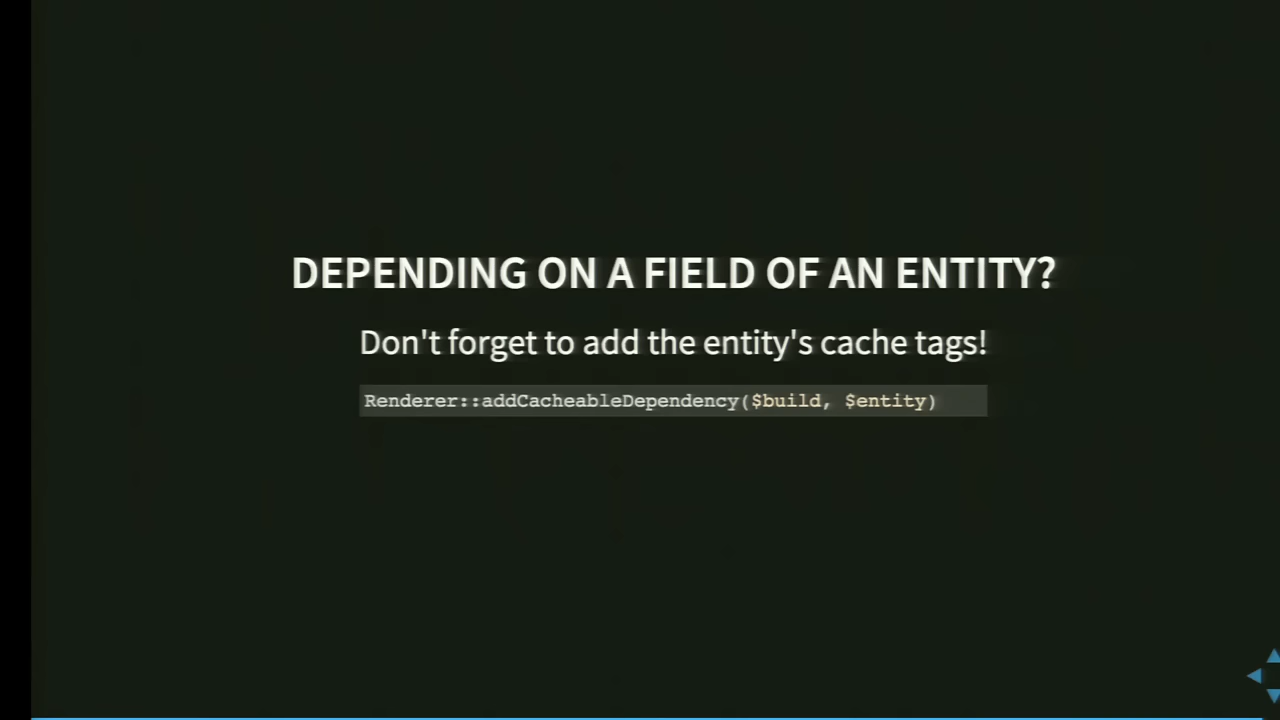 DEPENDING ON A FIELD OF AN ENTITY?
Don't forget to add the entity's cache tags!
Renderer::addCacheableDependency($build, $entity)